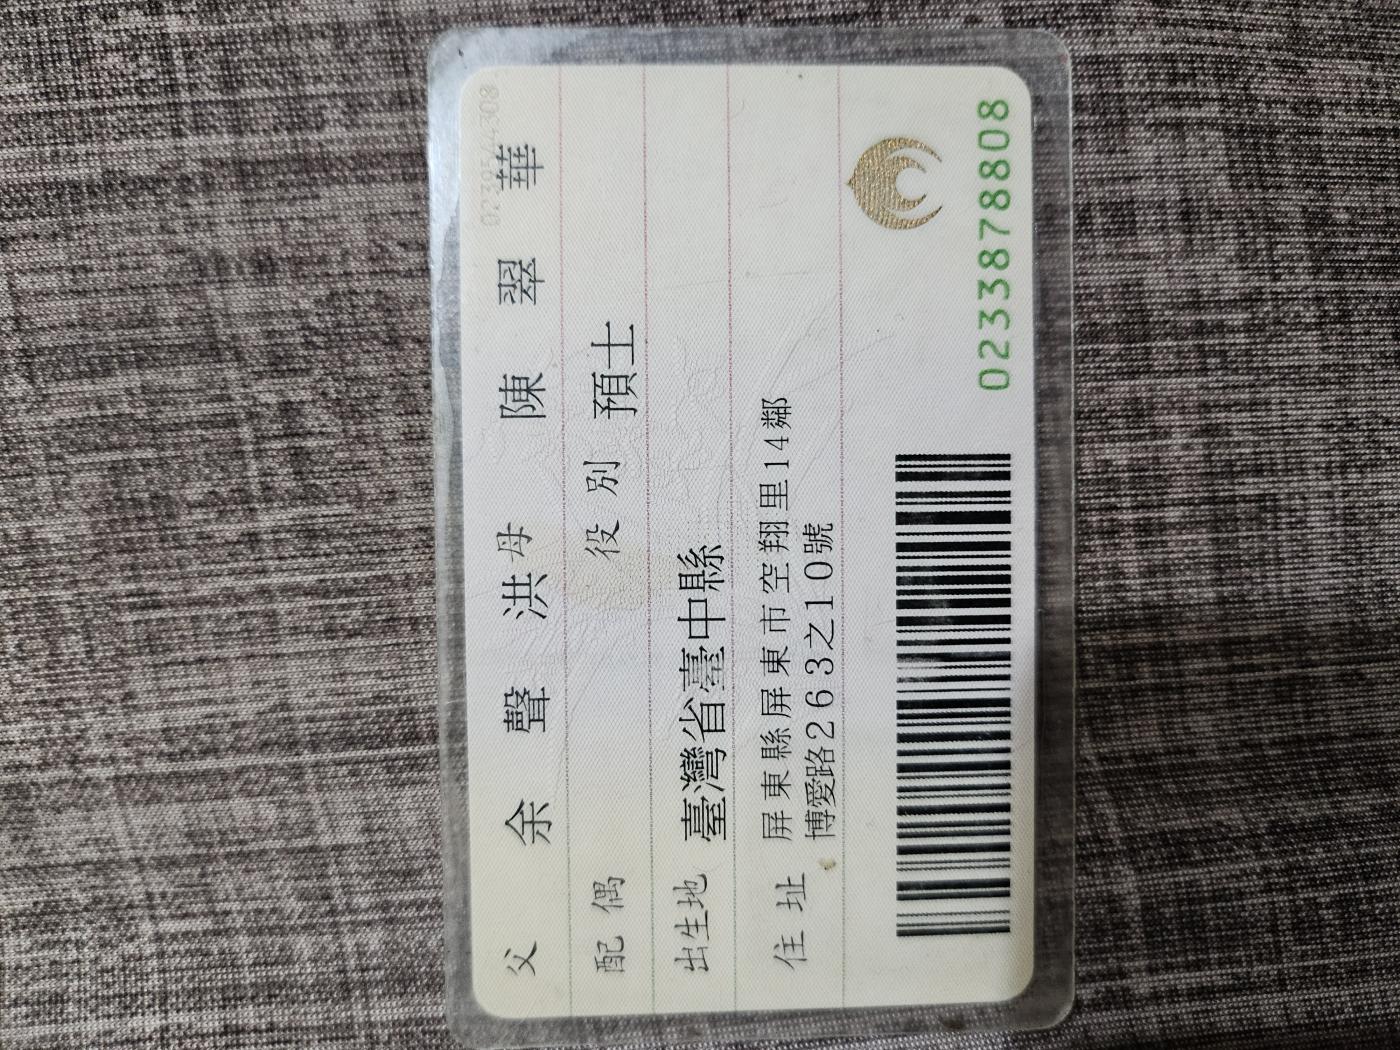 父 余聲洪 母 陳翠華
配偶 役別 預士
出生地 臺灣省臺中縣
住址 屏東縣屏東市空翔里14鄰
博愛路263之10號
0233878808